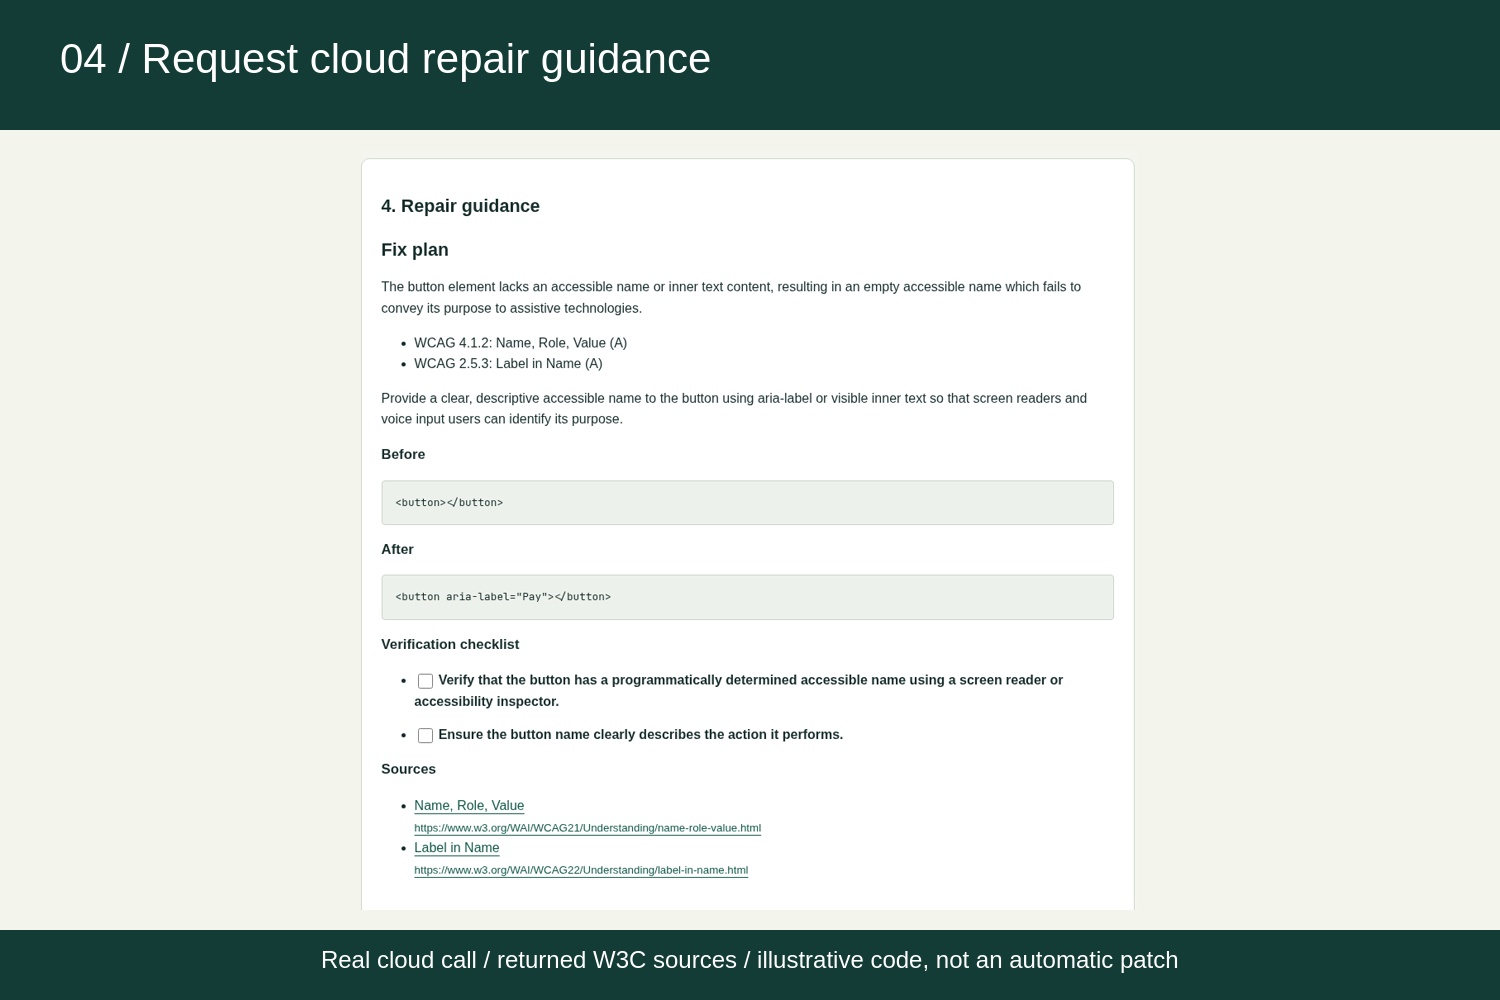 04 / Request cloud repair guidance
4. Repair guidance
Fix plan
The button element lacks an accessible name or inner text content, resulting in an empty accessible name which fails to
convey its purpose to assistive technologies.
WCAG 4.1.2: Name, Role, Value (A)
WCAG 2.5.3: Label in Name (A)
Provide a clear, descriptive accessible name to the button using aria-label or visible inner text so that screen readers and
voice input users can identify its purpose.
Before
<button></button>
After
<button aria-label="Pay"></button>
Verification checklist
Verify that the button has a programmatically determined accessible name using a screen reader or
accessibility inspector.
Ensure the button name clearly describes the action it performs.
Sources
Name, Role, Value
https://www.w3.org/WAI/WCAG21/Understanding/name-role-value.html
Label in Name
https://www.w3.org/WAI/WCAG22/Understanding/label-in-name.html
Real cloud call / returned W3C sources / illustrative code, not an automatic patch